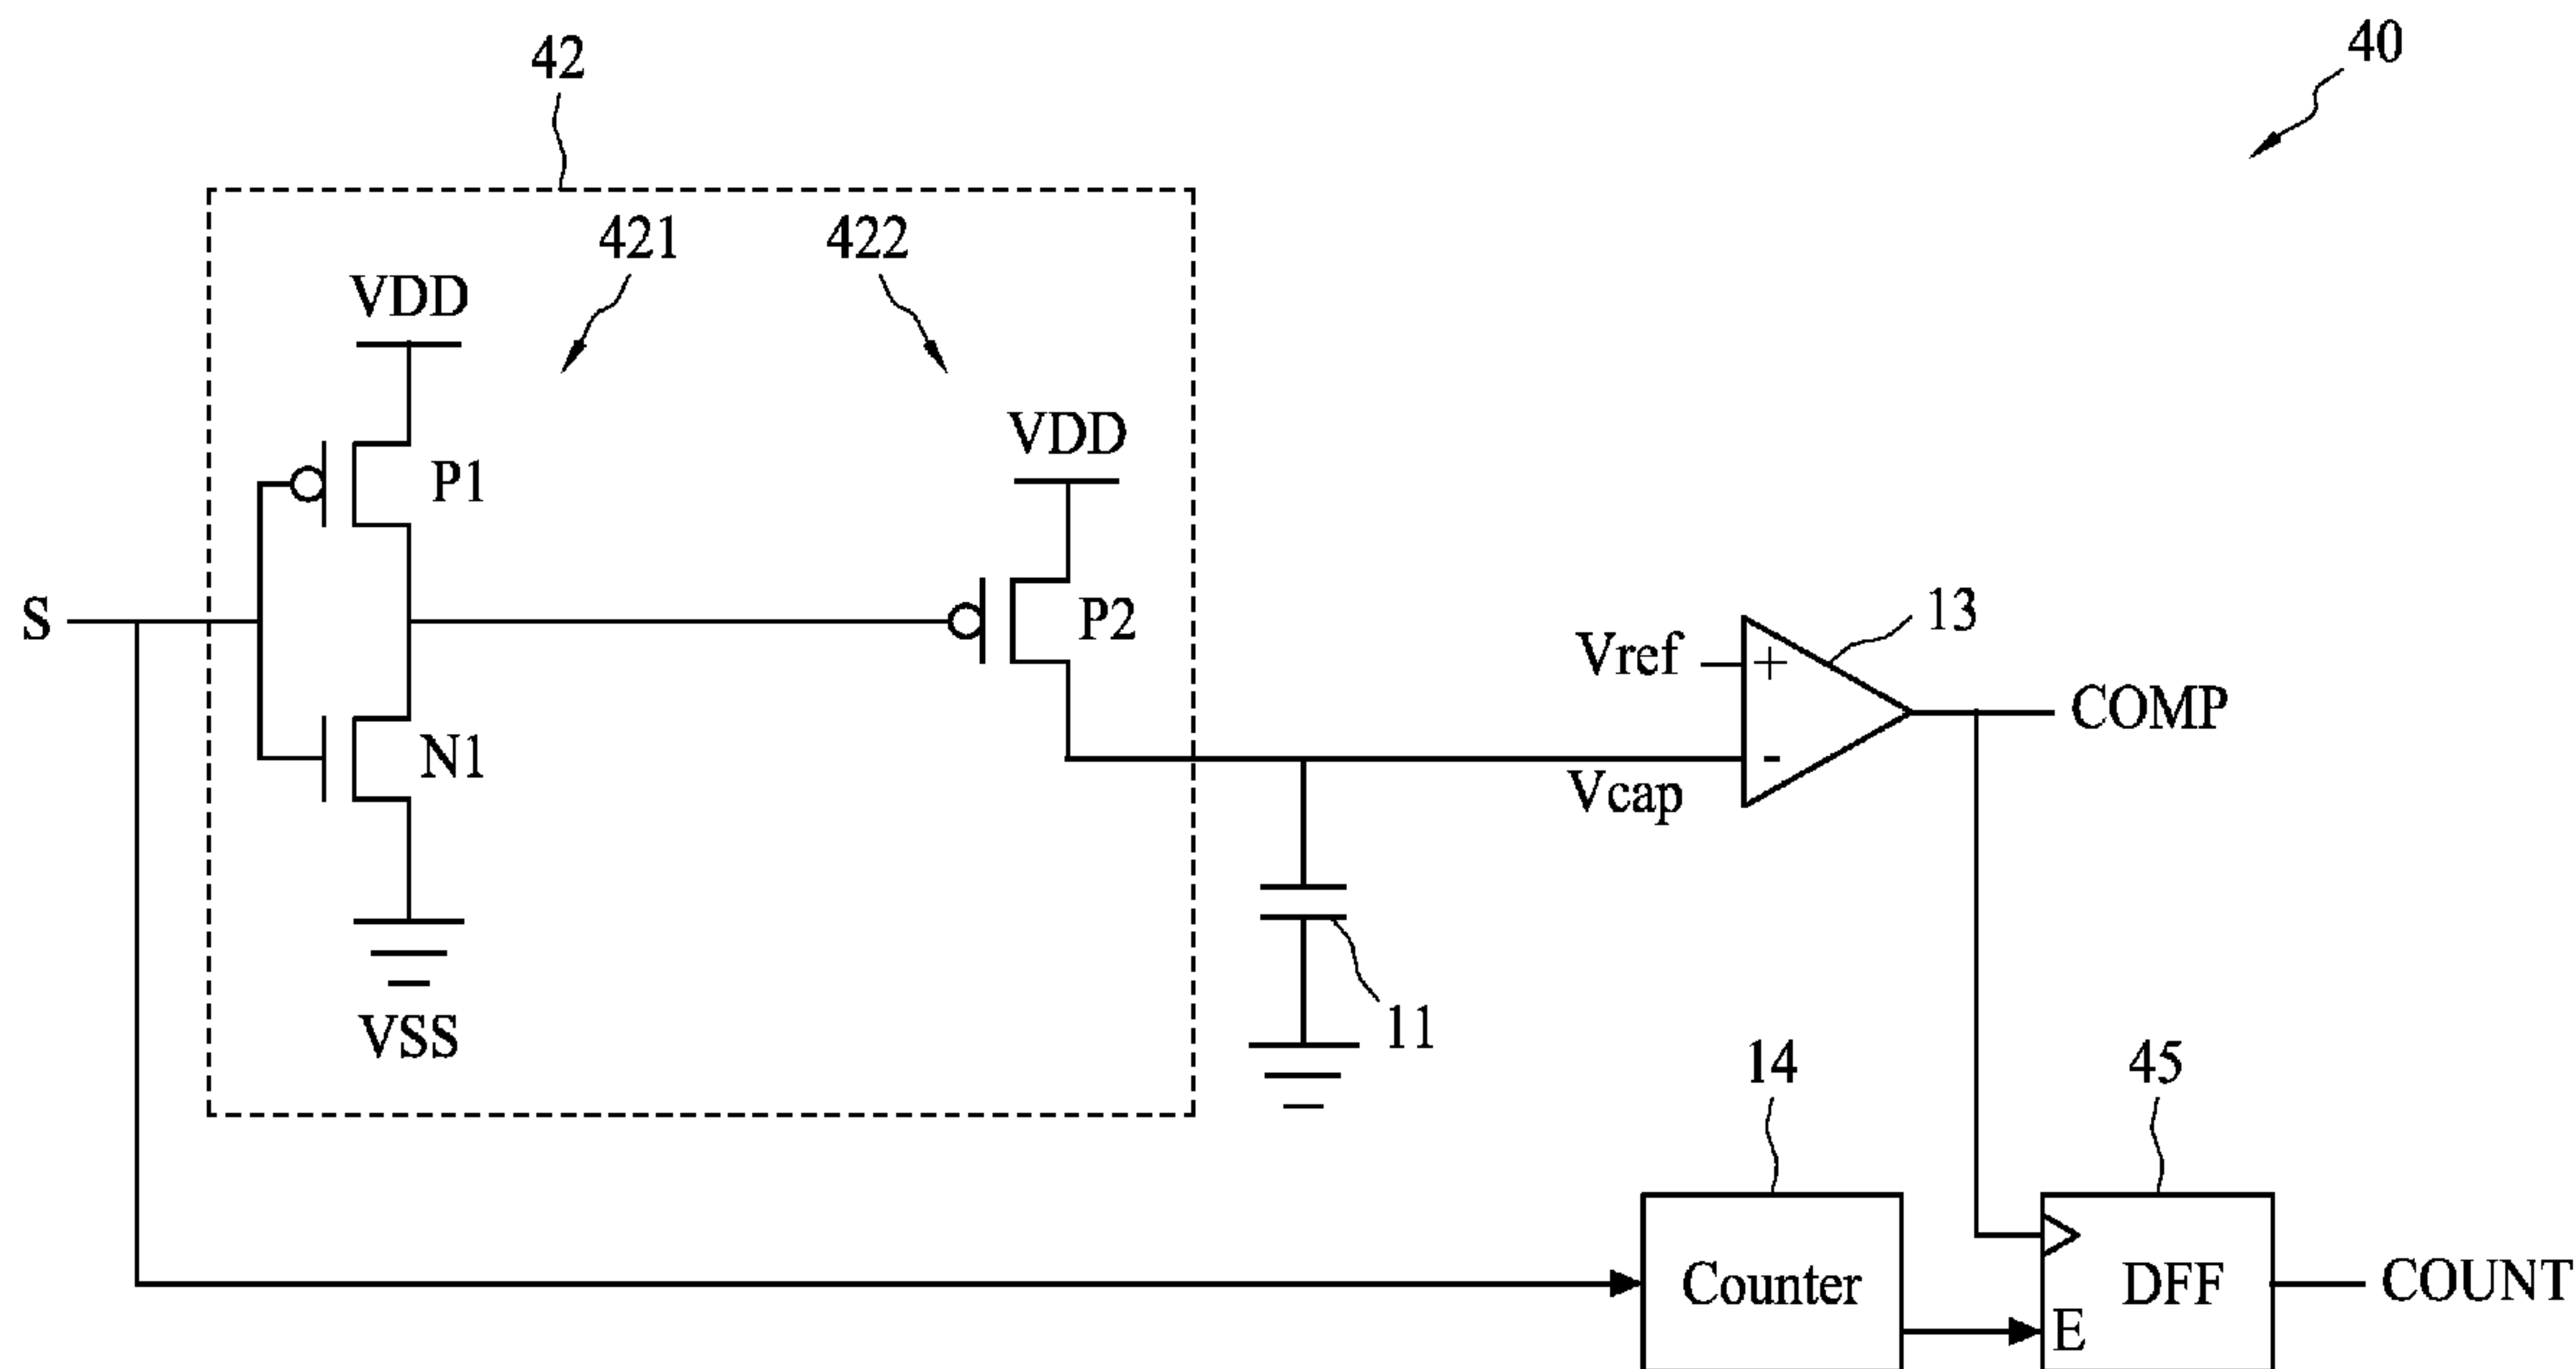 40
42
421
422
VDD
P1
VDD
P2
S
N1
VSS
Vref
+
13
COMP
-
Vcap
11
14
45
Counter
DFF
E
COUNT